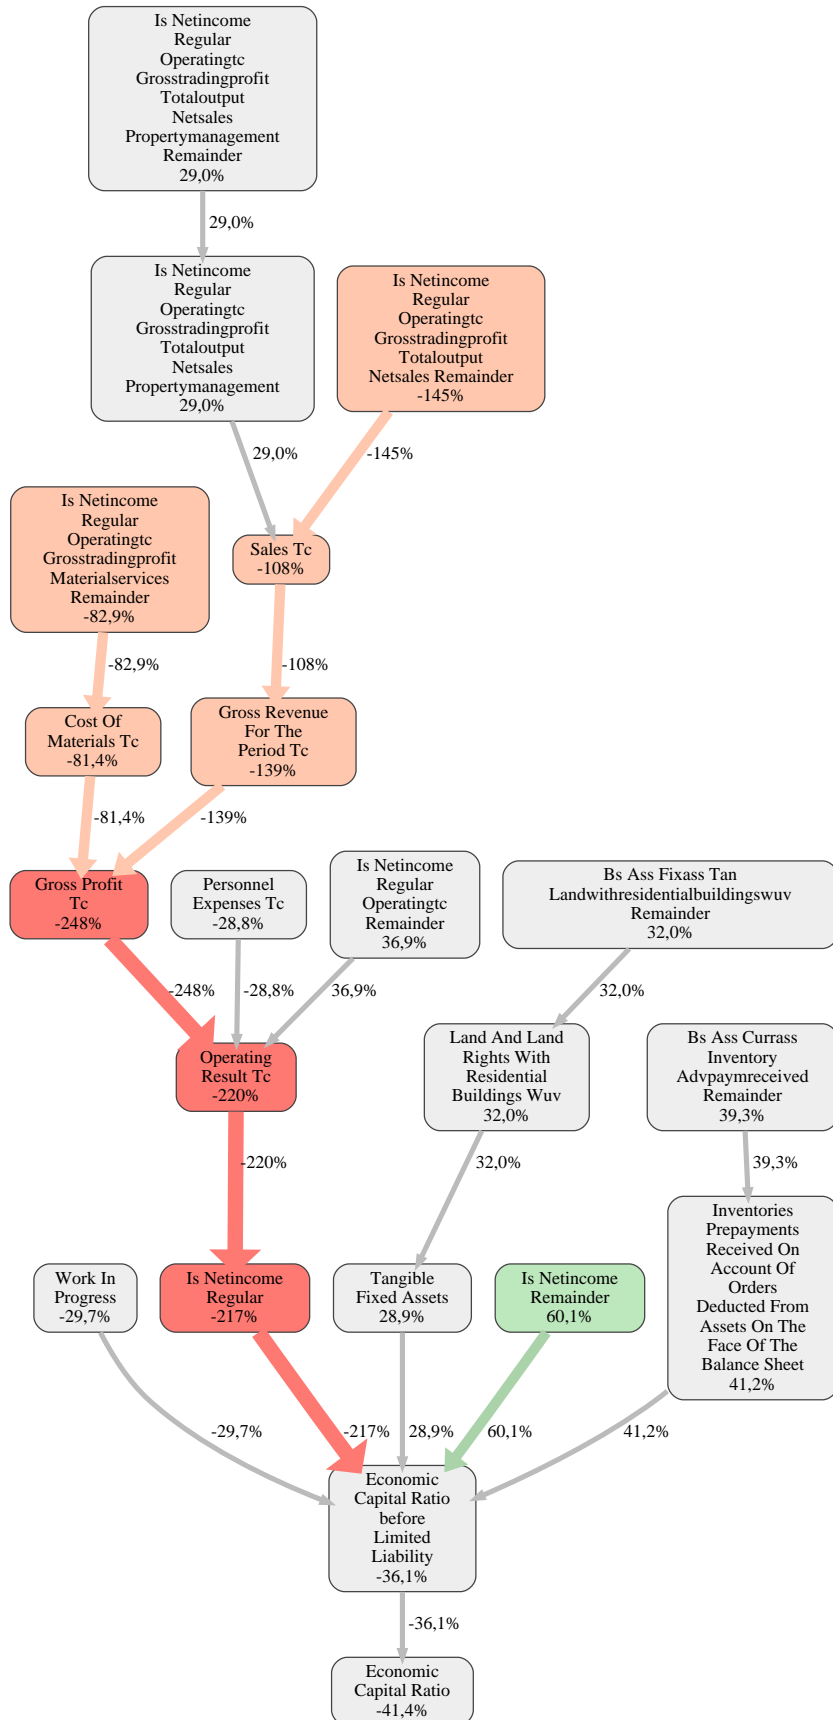 Is Netincome
Regular
Operatingtc
Grosstradingprofit
Totaloutput
Netsales
Propertymanagement
Remainder
29,0%
29,0%
Is Netincome
Regular
Operatingtc
Grosstradingprofit
Totaloutput
Netsales
Propertymanagement
29,0%
Is Netincome
Regular
Operatingtc
Grosstradingprofit
Totaloutput
Netsales Remainder
-145%
29,0%
-145%
Is Netincome
Regular
Operatingtc
Grosstradingprofit
Materialservices
Remainder
-82,9%
Sales Tc
-108%
-82,9%
-108%
Cost Of
Materials Tc
-81,4%
Gross Revenue
For The
Period Tc
-139%
-81,4%
-139%
Gross Profit
Tc
-248%
Personnel
Expenses Tc
-28,8%
Is Netincome
Regular
Operatingtc
Remainder
36,9%
Bs Ass Fixass Tan
Landwithresidentialbuildingswuv
Remainder
32,0%
-248%
-28,8%
36,9%
32,0%
Operating
Result Tc
-220%
Land And Land
Rights With
Residential
Buildings Wuv
32,0%
Bs Ass Currass
Inventory
Advpaymreceived
Remainder
39,3%
-220%
32,0%
39,3%
Work In
Progress
-29,7%
Is Netincome
Regular
-217%
Tangible
Fixed Assets
28,9%
Is Netincome
Remainder
60,1%
Inventories
Prepayments
Received On
Account Of
Orders
Deducted From
Assets On The
Face Of The
Balance Sheet
41,2%
-29,7%
-217%
28,9%
60,1%
41,2%
Economic
Capital Ratio
before
Limited
Liability
-36,1%
-36,1%
Economic
Capital Ratio
-41,4%